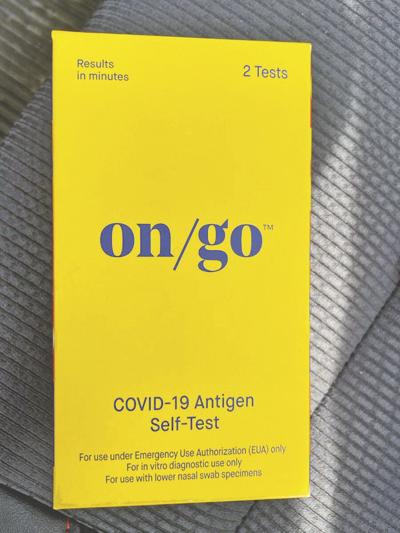 Results
in minutes
2 Tests
on/go™
COVID-19 Antigen
Self-Test
For use under Emergency Use Authorization (EUA) only
For in vitro diagnostic use only
For use with lower nasal swab specimens